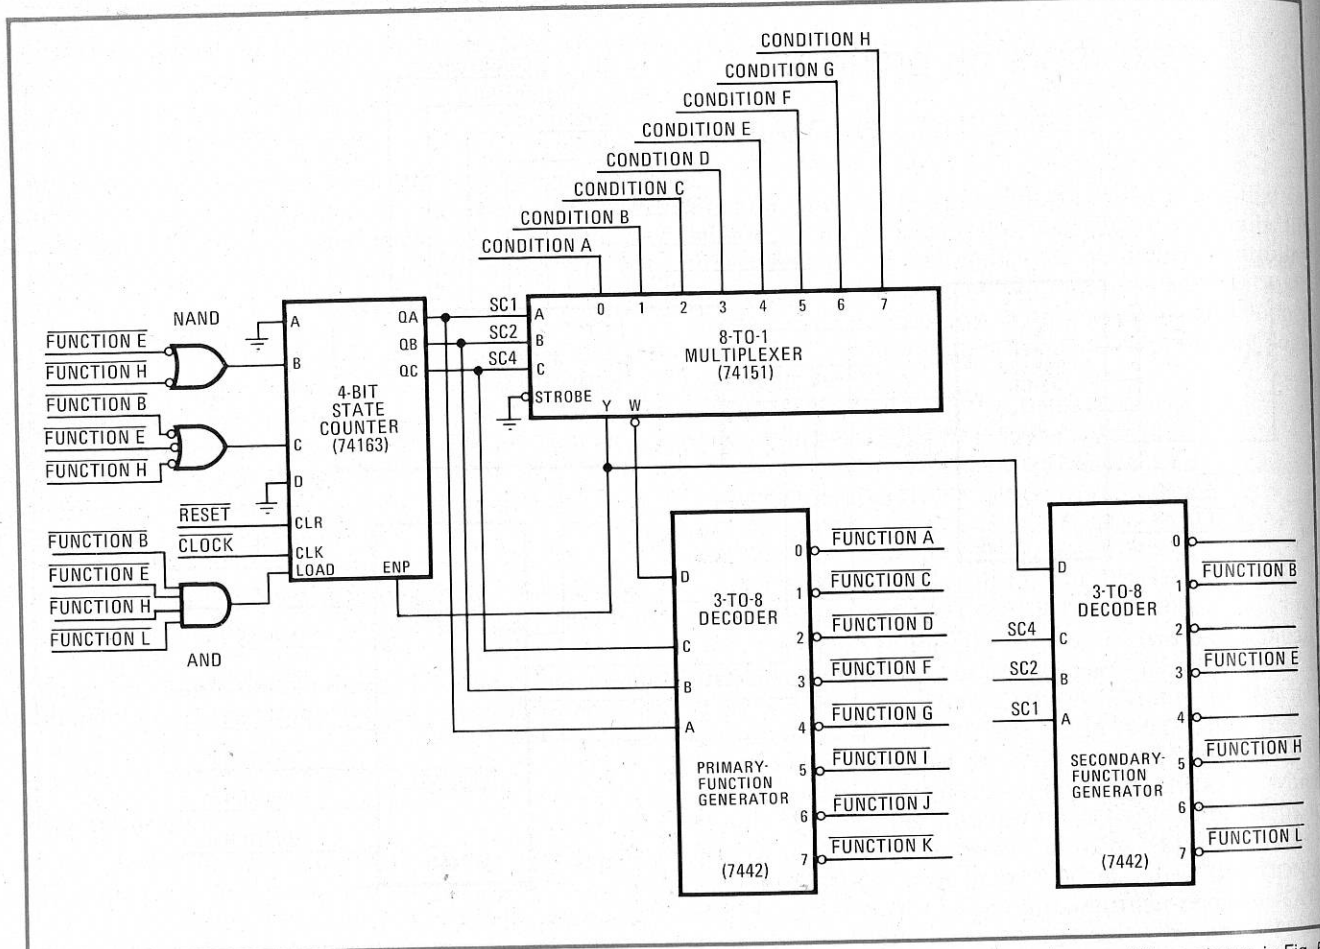 CONDITION H
CONDITION G
CONDITION F
CONDITION E
CONDTION D
CONDITION C
CONDITION B
CONDITION A
NAND
FUNCTION E
FUNCTION H
FUNCTION B
FUNCTION E
FUNCTION H
RESET
CLOCK
FUNCTION B
FUNCTION E
FUNCTION H
FUNCTION L
AND
A
B
C
D
CLR
CLK
LOAD
4-BIT
STATE
COUNTER
(74163)
QA
QB
QC
ENP
SC1
SC2
SC4
A
B
C
STROBE
0 1 2 3 4 5 6 7
8-TO-1
MULTIPLEXER
(74151)
Y W
D
C
B
A
3-TO-8
DECODER
PRIMARY-
FUNCTION
GENERATOR
(7442)
0 FUNCTION A
1 FUNCTION C
2 FUNCTION D
3 FUNCTION F
4 FUNCTION G
5 FUNCTION I
6 FUNCTION J
7 FUNCTION K
SC4
SC2
SC1
D
C
B
A
3-TO-8
DECODER
SECONDARY-
FUNCTION
GENERATOR
(7442)
0
1 FUNCTION B
2
3 FUNCTION E
4
5 FUNCTION H
6
7 FUNCTION L